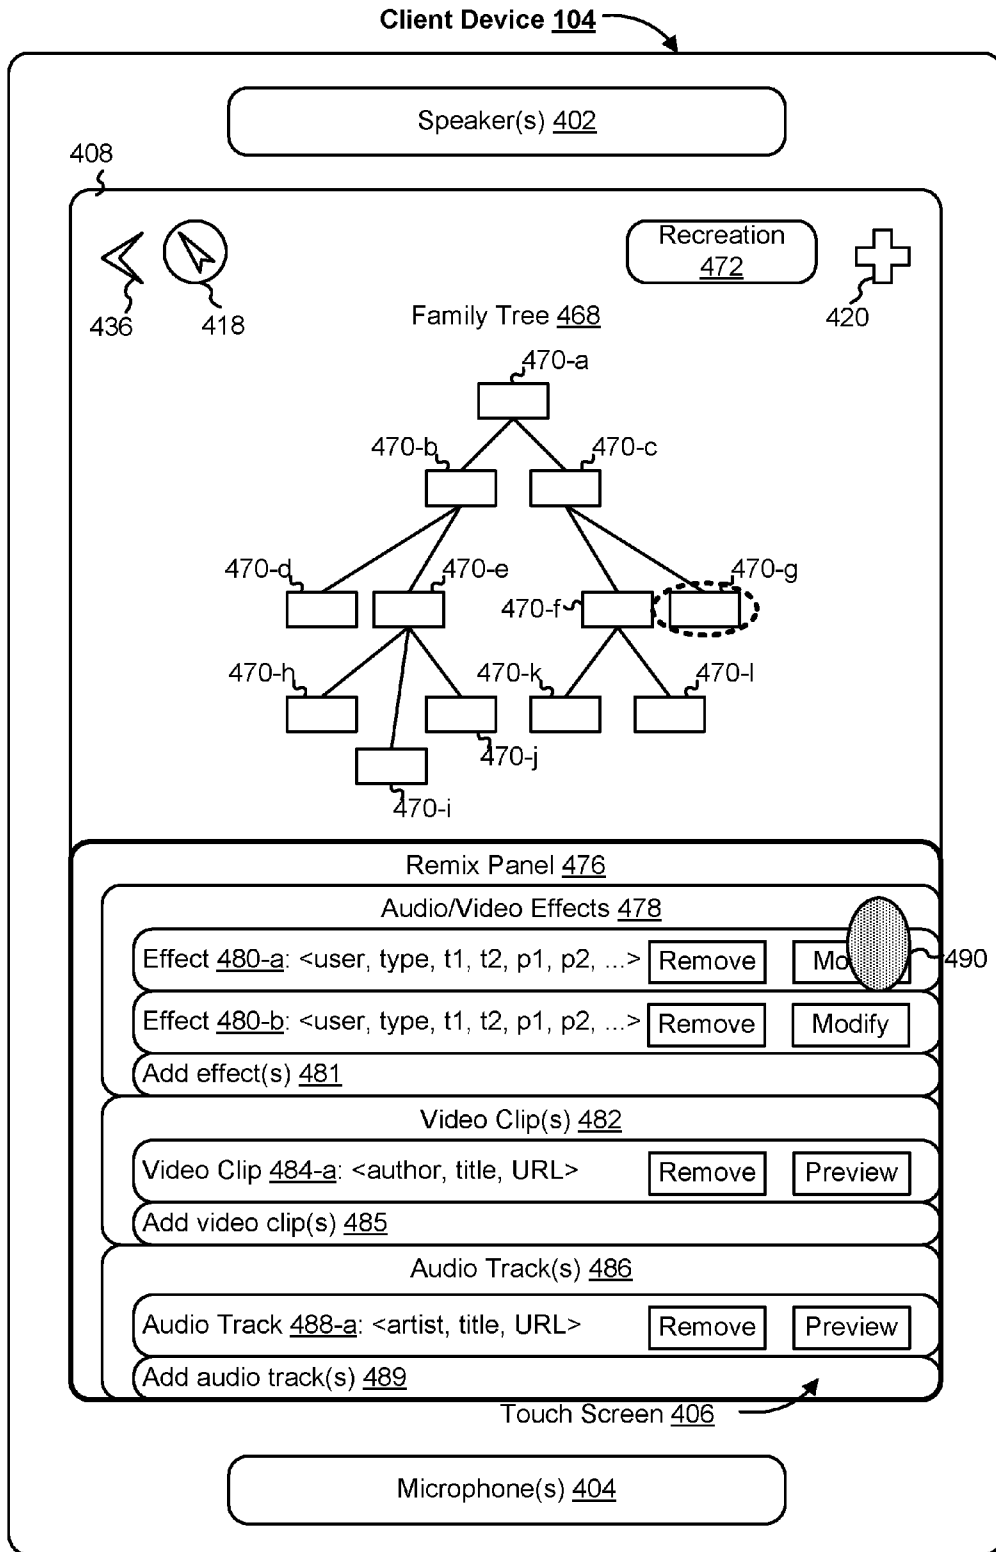 Client Device 104
Speaker(s) 402
408
Recreation
472
436
418
420
Family Tree 468
470-a
470-b
470-c
470-d
470-e
470-f
470-g
470-h
470-k
470-l
470-j
470-i
Remix Panel 476
Audio/Video Effects 478
Effect 480-a: <user, type, t1, t2, p1, p2, ...> Remove Mo
490
Effect 480-b: <user, type, t1, t2, p1, p2, ...> Remove Modify
Add effect(s) 481
Video Clip(s) 482
Video Clip 484-a: <author, title, URL> Remove Preview
Add video clip(s) 485
Audio Track(s) 486
Audio Track 488-a: <artist, title, URL> Remove Preview
Add audio track(s) 489
Touch Screen 406
Microphone(s) 404